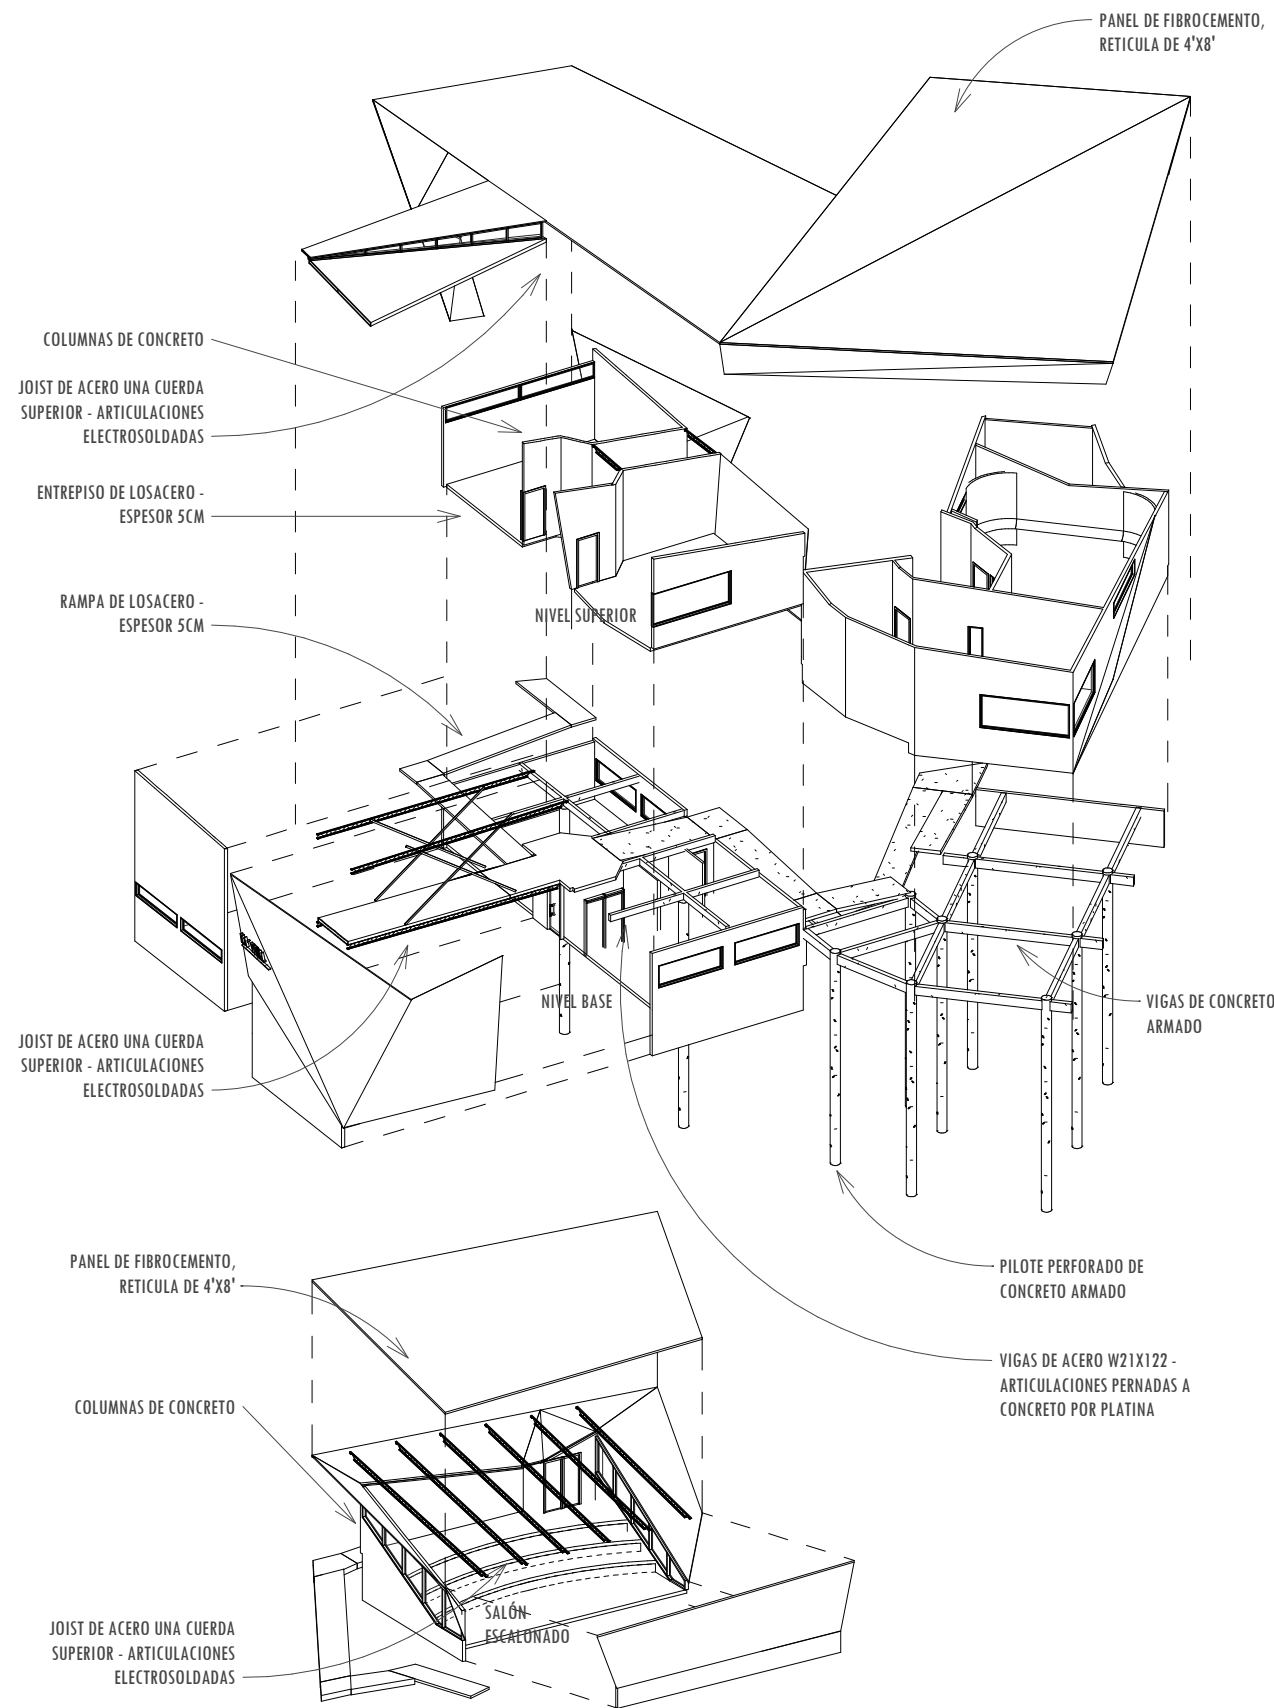 PANEL DE FIBROCEMENTO,
RETICULA DE 4'X8'
COLUMNAS DE CONCRETO
JOIST DE ACERO UNA CUERDA
SUPERIOR - ARTICULACIONES
ELECTROSOLDADAS
ENTREPISO DE LOSACERO -
ESPESOR 5CM
RAMPA DE LOSACERO -
ESPESOR 5CM
NIVEL SUPERIOR
NIVEL BASE
VIGAS DE CONCRETO
ARMADO
JOIST DE ACERO UNA CUERDA
SUPERIOR - ARTICULACIONES
ELECTROSOLDADAS
PANEL DE FIBROCEMENTO,
RETICULA DE 4'X8'
PILOTE PERFORADO DE
CONCRETO ARMADO
VIGAS DE ACERO W21X122 -
ARTICULACIONES PERNADAS A
CONCRETO POR PLATINA
COLUMNAS DE CONCRETO
SALÓN
ESCALONADO
JOIST DE ACERO UNA CUERDA
SUPERIOR - ARTICULACIONES
ELECTROSOLDADAS